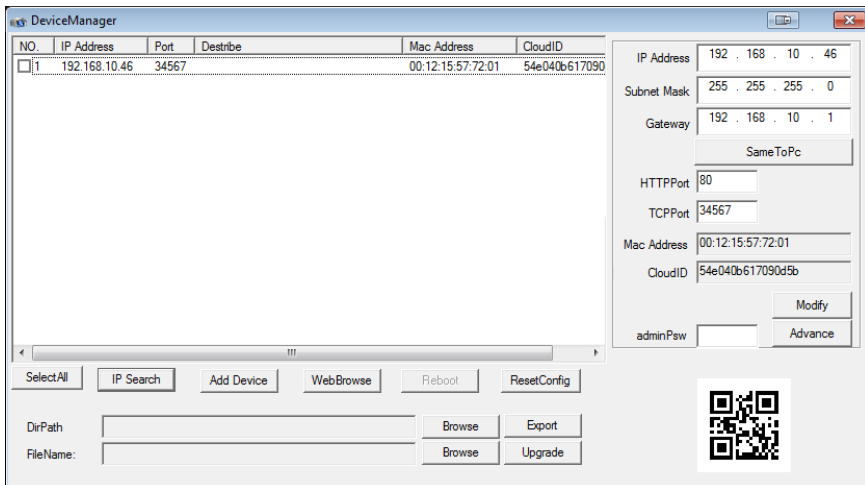 DeviceManager
NO. IP Address Port Destribe Mac Address CloudID
1 192.168.10.46 34567 00:12:15:57:72:01 54e040b617090
IP Address 192 . 168 . 10 . 46
Subnet Mask 255 . 255 . 255 . 0
Gateway 192 . 168 . 10 . 1
SameToPc
HTTPPort 80
TCPPort 34567
Mac Address 00:12:15:57:72:01
CloudID 54e040b617090d5b
Modify
adminPsw Advance
SelectAll IP Search Add Device WebBrowse Reboot ResetConfig
DirPath Browse Export
FileName: Browse Upgrade